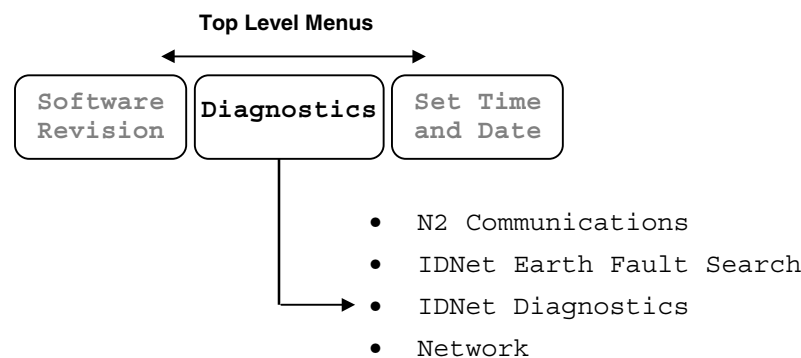 Top Level Menus
Software
Revision
Diagnostics
Set Time
and Date
• N2 Communications
• IDNet Earth Fault Search
• IDNet Diagnostics
• Network